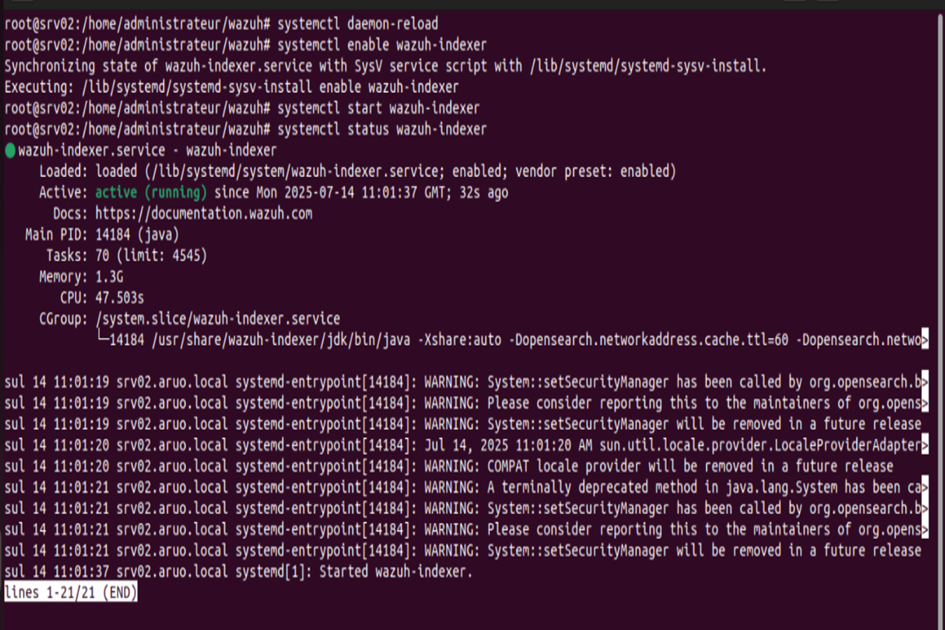 root@srv02:/home/administrateur/wazuh# systemctl daemon-reload
root@srv02:/home/administrateur/wazuh# systemctl enable wazuh-indexer
Synchronizing state of wazuh-indexer.service with SysV service script with /lib/systemd/systemd-sysv-install.
Executing: /lib/systemd/systemd-sysv-install enable wazuh-indexer
root@srv02:/home/administrateur/wazuh# systemctl start wazuh-indexer
root@srv02:/home/administrateur/wazuh# systemctl status wazuh-indexer
● wazuh-indexer.service - wazuh-indexer
Loaded: loaded (/lib/systemd/system/wazuh-indexer.service; enabled; vendor preset: enabled)
Active: active (running) since Mon 2025-07-14 11:01:37 GMT; 32s ago
Docs: https://documentation.wazuh.com
Main PID: 14184 (java)
Tasks: 70 (limit: 4545)
Memory: 1.3G
CPU: 47.503s
CGroup: /system.slice/wazuh-indexer.service
└─14184 /usr/share/wazuh-indexer/jdk/bin/java -Xshare:auto -Dopensearch.networkaddress.cache.ttl=60 -Dopensearch.netwo>
sul 14 11:01:19 srv02.aruo.local systemd-entrypoint[14184]: WARNING: System::setSecurityManager has been called by org.opensearch.b>
sul 14 11:01:19 srv02.aruo.local systemd-entrypoint[14184]: WARNING: Please consider reporting this to the maintainers of org.opens>
sul 14 11:01:19 srv02.aruo.local systemd-entrypoint[14184]: WARNING: System::setSecurityManager will be removed in a future release
sul 14 11:01:20 srv02.aruo.local systemd-entrypoint[14184]: Jul 14, 2025 11:01:20 AM sun.util.locale.provider.LocaleProviderAdapter>
sul 14 11:01:20 srv02.aruo.local systemd-entrypoint[14184]: WARNING: COMPAT locale provider will be removed in a future release
sul 14 11:01:21 srv02.aruo.local systemd-entrypoint[14184]: WARNING: A terminally deprecated method in java.lang.System has been ca>
sul 14 11:01:21 srv02.aruo.local systemd-entrypoint[14184]: WARNING: System::setSecurityManager has been called by org.opensearch.b>
sul 14 11:01:21 srv02.aruo.local systemd-entrypoint[14184]: WARNING: Please consider reporting this to the maintainers of org.opens>
sul 14 11:01:21 srv02.aruo.local systemd-entrypoint[14184]: WARNING: System::setSecurityManager will be removed in a future release
sul 14 11:01:37 srv02.aruo.local systemd[1]: Started wazuh-indexer.
lines 1-21/21 (END)